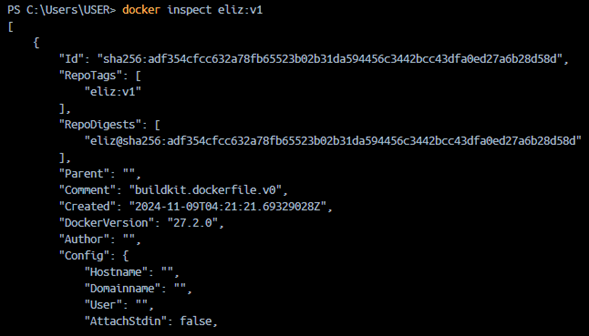 PS C:\Users\USER> docker inspect eliz:v1
[
    {
        "Id": "sha256:adf354cfcc632a78fb65523b02b31da594456c3442bcc43dfa0ed27a6b28d58d",
        "RepoTags": [
            "eliz:v1"
        ],
        "RepoDigests": [
            "eliz@sha256:adf354cfcc632a78fb65523b02b31da594456c3442bcc43dfa0ed27a6b28d58d"
        ],
        "Parent": "",
        "Comment": "buildkit.dockerfile.v0",
        "Created": "2024-11-09T04:21:21.69329028Z",
        "DockerVersion": "27.2.0",
        "Author": "",
        "Config": {
            "Hostname": "",
            "Domainname": "",
            "User": "",
            "AttachStdin": false,